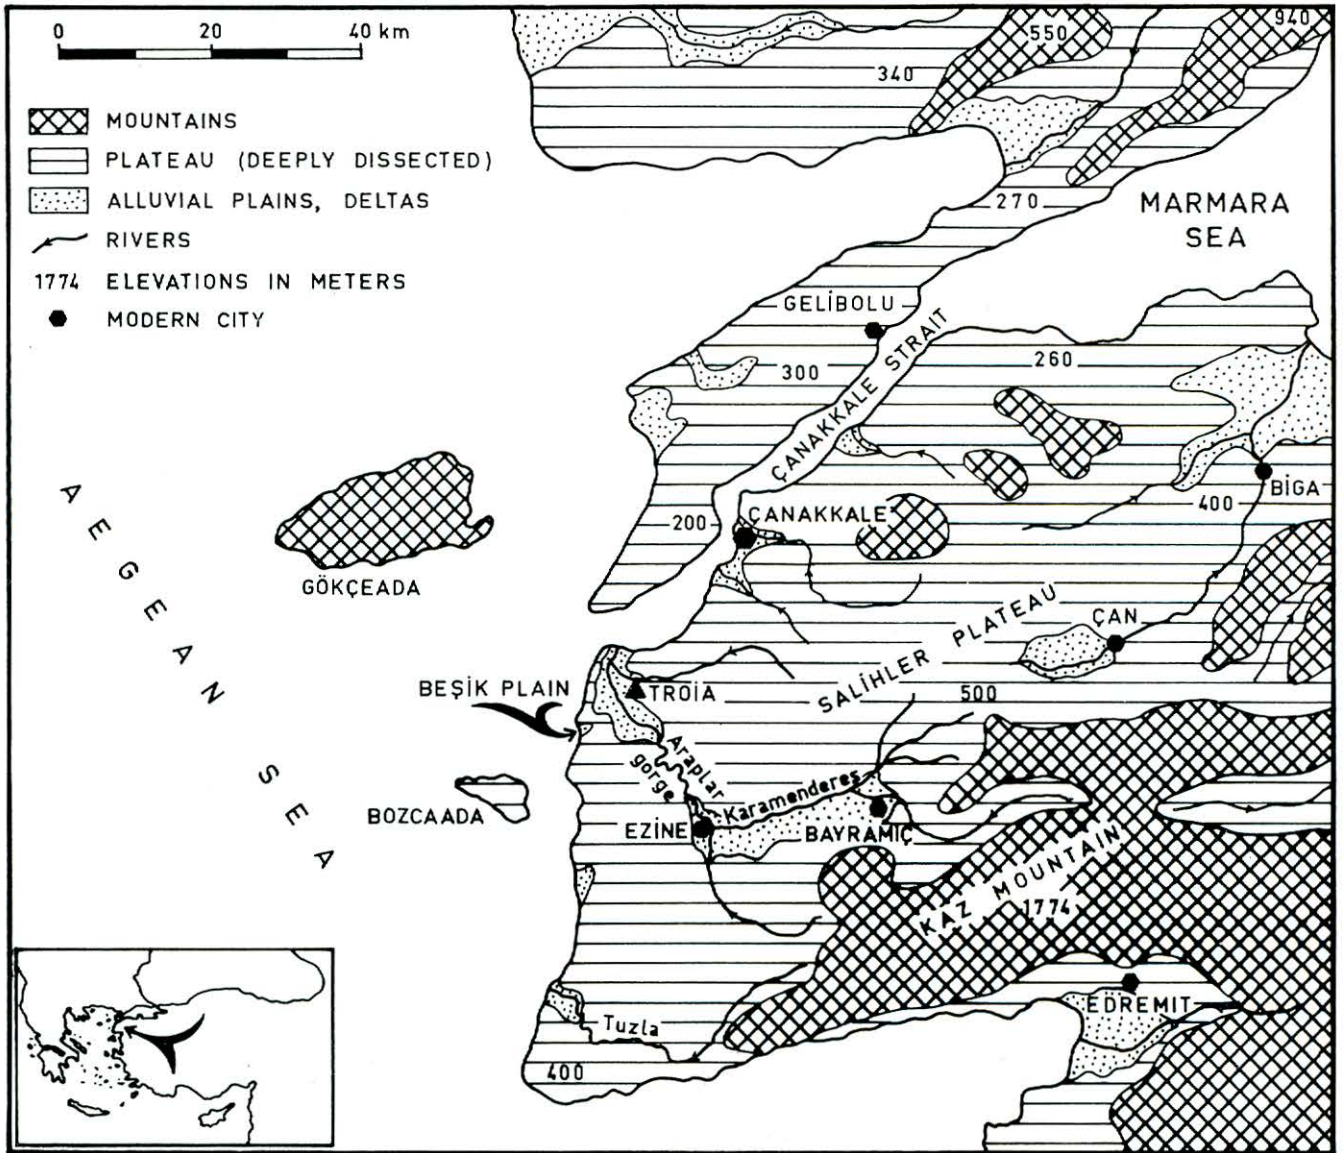 0 20 40 km
MOUNTAINS
PLATEAU (DEEPLY DISSECTED)
ALLUVIAL PLAINS, DELTAS
RIVERS
1774 ELEVATIONS IN METERS
MODERN CITY
550
940
340
270
MARMARA
SEA
GELİBOLU
ÇANAKKALE STRAIT
300
260
AEGEAN SEA
GÖKÇEADA
200
ÇANAKKALE
BİGA
400
SALİHLER PLATEAU
ÇAN
BEŞİK PLAIN
TROIA
500
Araplar
gorge
Karamenderes
BOZCAADA
EZİNE
BAYRAMIÇ
KAZ MOUNTAIN
1774
EDREMIT
Tuzla
400